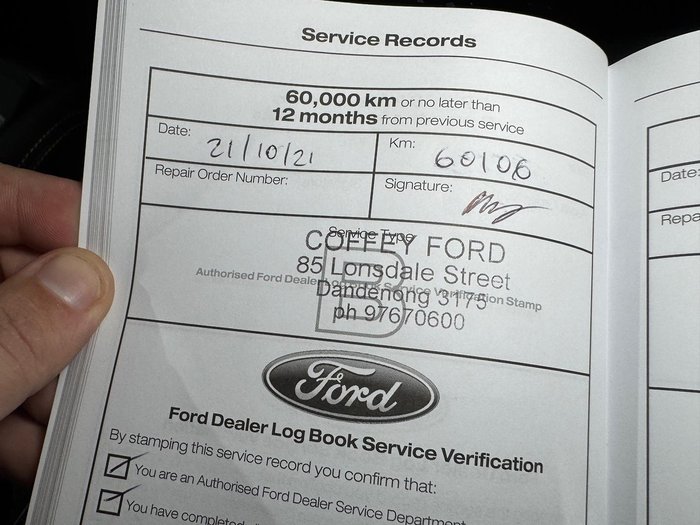 Service Records
60,000 km or no later than
12 months from previous service
Date: 21/10/21
Km: 60106
Repair Order Number:
Signature:
Service Type
COFFEY FORD
85 Lonsdale Street
Authorised Ford Dealer Service Verification Stamp
Dandenong 3175
ph 97670600
B
Ford
Ford Dealer Log Book Service Verification
By stamping this service record you confirm that:
You are an Authorised Ford Dealer Service Department
You have completed
Date:
Repa